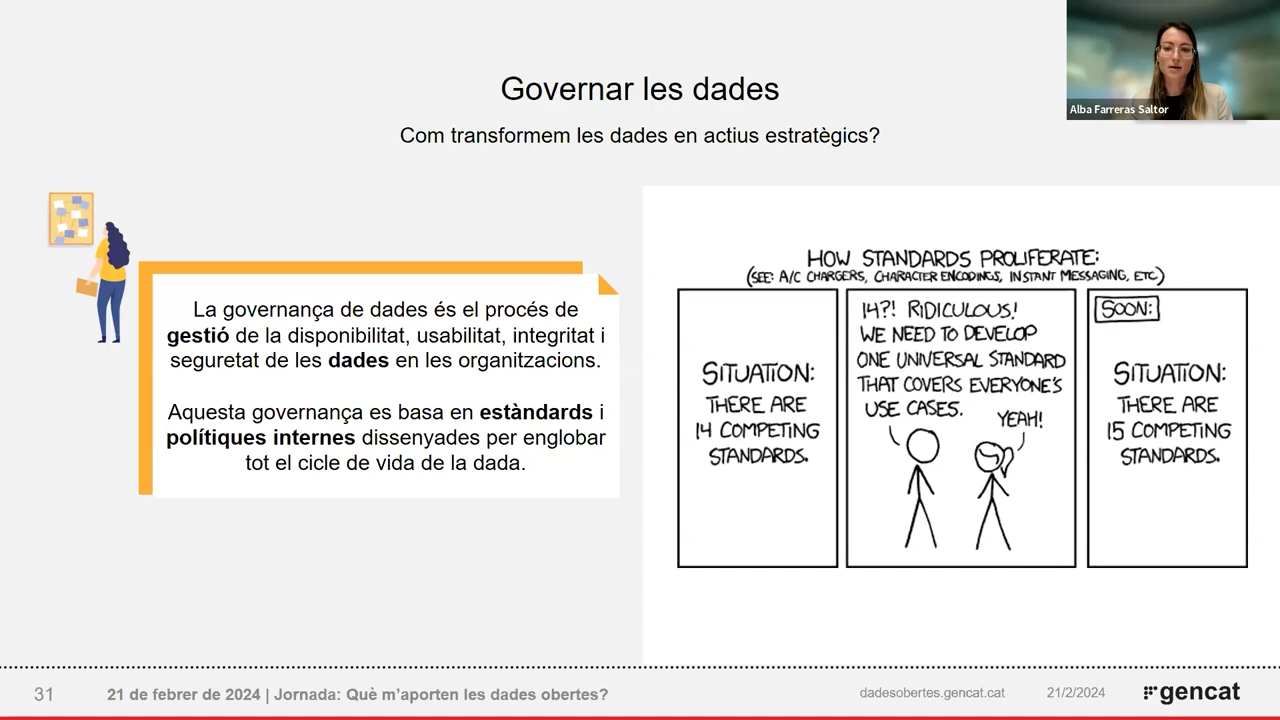 Governar les dades
Com transformem les dades en actius estratègics?
Alba Farreras Saltor
La governança de dades és el procés de
gestió de la disponibilitat, usabilitat, integritat i
seguretat de les dades en les organitzacions.
Aquesta governança es basa en estàndards i
polítiques internes dissenyades per englobar
tot el cicle de vida de la dada.
HOW STANDARDS PROLIFERATE:
(SEE: A/C CHARGERS, CHARACTER ENCODINGS, INSTANT MESSAGING, ETC.)
SITUATION:
THERE ARE
14 COMPETING
STANDARDS.
14?! RIDICULOUS!
WE NEED TO DEVELOP
ONE UNIVERSAL STANDARD
THAT COVERS EVERYONE'S
USE CASES.
YEAH!
SOON:
SITUATION:
THERE ARE
15 COMPETING
STANDARDS.
31
21 de febrer de 2024 | Jornada: Què m’aporten les dades obertes?
dadesobertes.gencat.cat
21/2/2024
gencat